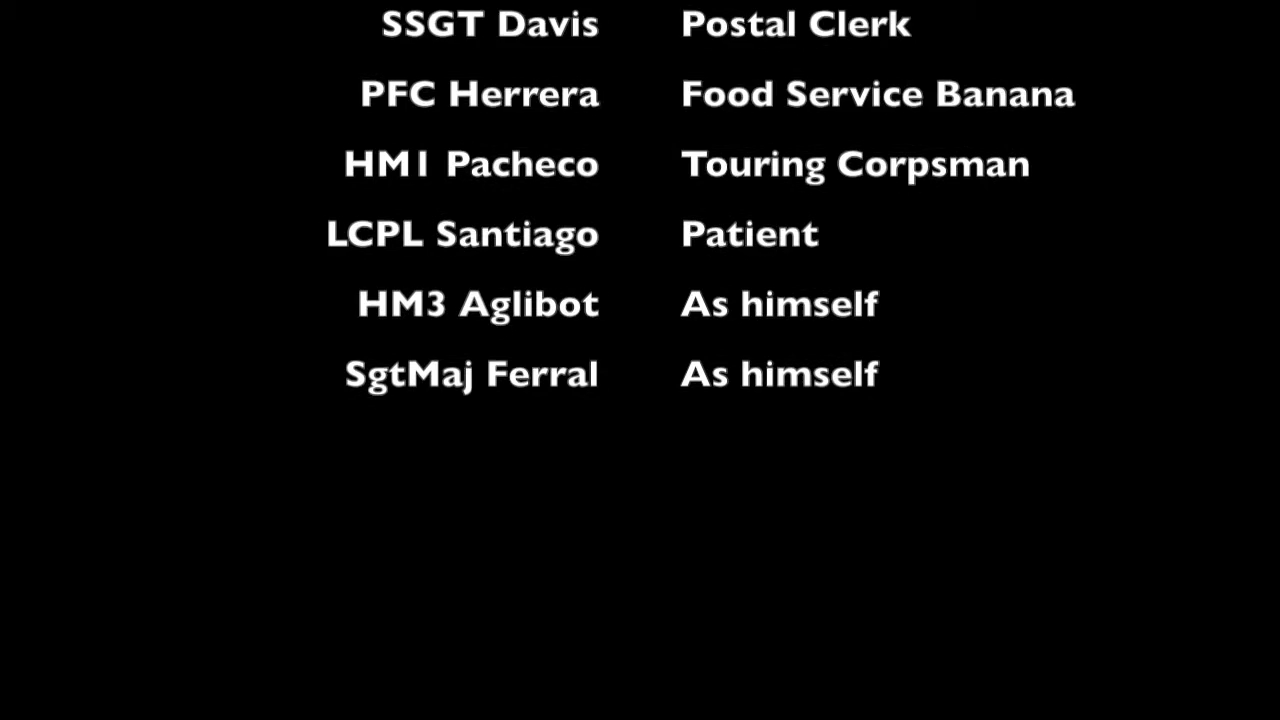 SSGT Davis Postal Clerk
PFC Herrera Food Service Banana
HM1 Pacheco Touring Corpsman
LCPL Santiago Patient
HM3 Aglibot As himself
SgtMaj Ferral As himself